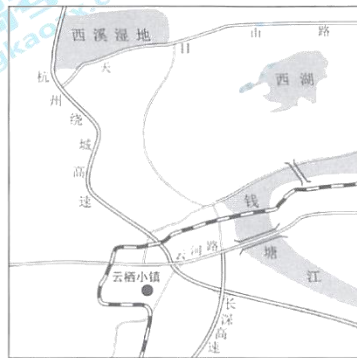 西溪湿地
天目山路
西湖
杭州绕城高速
钱塘江
云河路
云栖小镇
长深高速